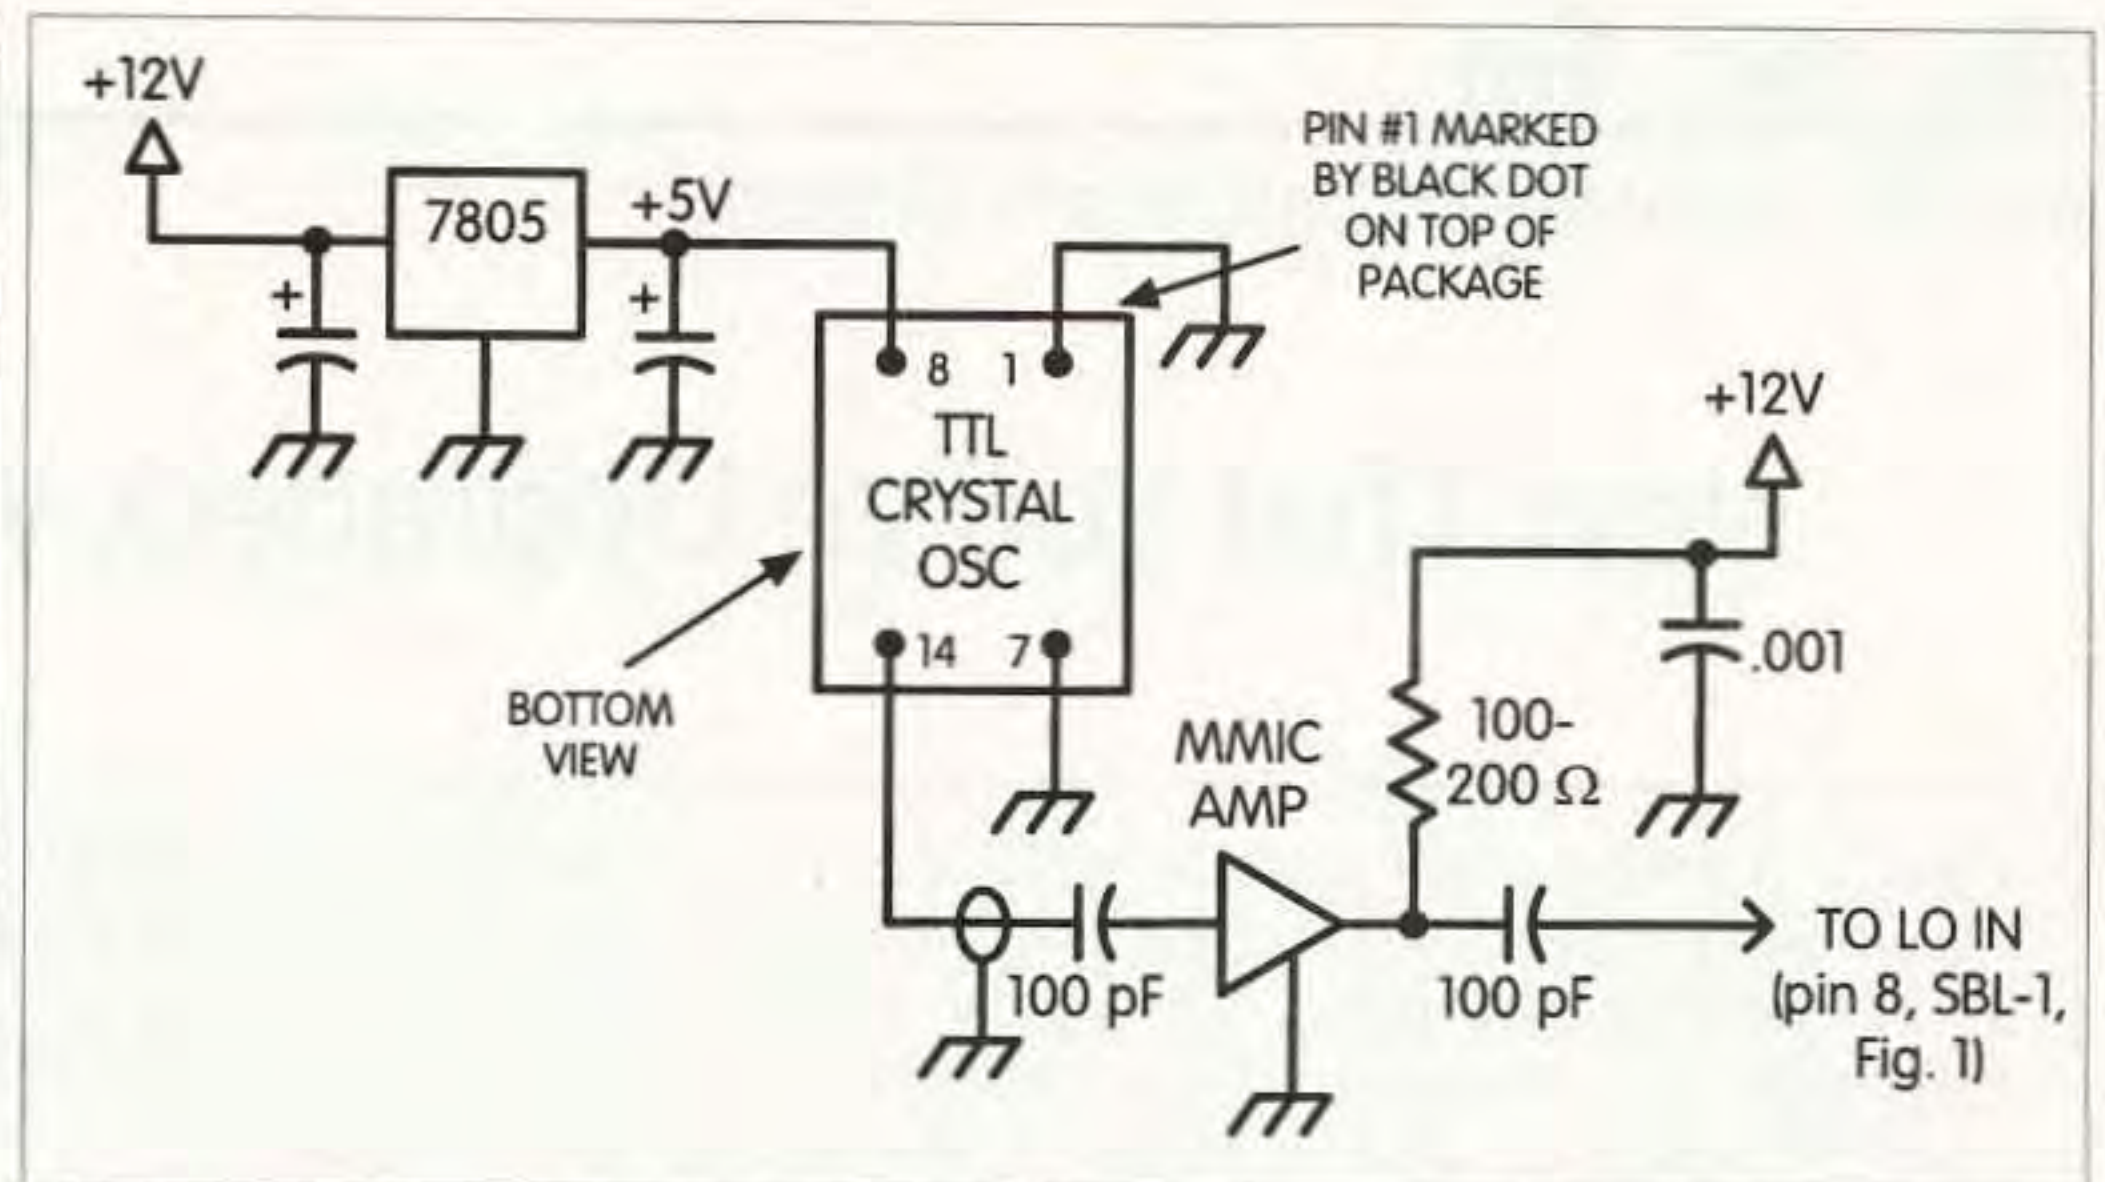 +12V
7805
+
+5V
+
PIN #1 MARKED
BY BLACK DOT
ON TOP OF
PACKAGE
8 1
TTL
CRYSTAL
OSC
14 7
BOTTOM
VIEW
+12V
.001
100-
200 Ω
MMIC
AMP
100 pF
100 pF
TO LO IN
(pin 8, SBL-1,
Fig. 1)